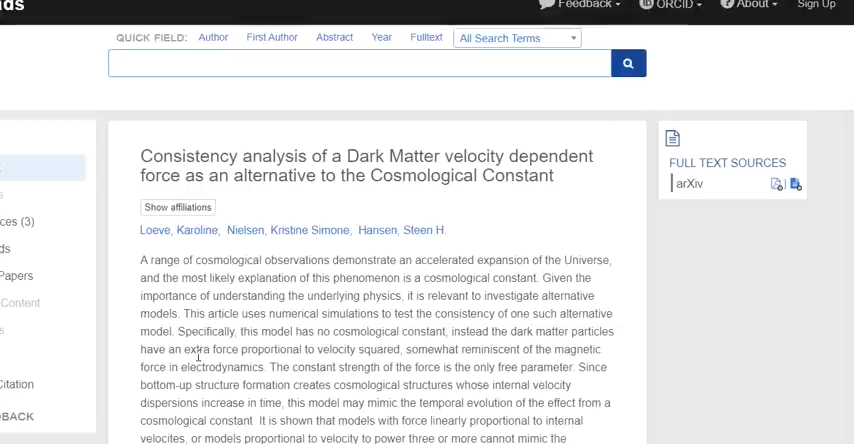 ds
Feedback
iD ORCID
About
Sign Up
QUICK FIELD: Author First Author Abstract Year Fulltext All Search Terms
Consistency analysis of a Dark Matter velocity dependent
force as an alternative to the Cosmological Constant
Show affiliations
Loeve, Karoline; Nielsen, Kristine Simone; Hansen, Steen H.
A range of cosmological observations demonstrate an accelerated expansion of the Universe,
and the most likely explanation of this phenomenon is a cosmological constant. Given the
importance of understanding the underlying physics, it is relevant to investigate alternative
models. This article uses numerical simulations to test the consistency of one such alternative
model. Specifically, this model has no cosmological constant, instead the dark matter particles
have an extra force proportional to velocity squared, somewhat reminiscent of the magnetic
force in electrodynamics. The constant strength of the force is the only free parameter. Since
bottom-up structure formation creates cosmological structures whose internal velocity
dispersions increase in time, this model may mimic the temporal evolution of the effect from a
cosmological constant. It is shown that models with force linearly proportional to internal
velocites, or models proportional to velocity to power three or more cannot mimic the
FULL TEXT SOURCES
arXiv
ces (3)
ds
Papers
Content
s
itation
DBACK